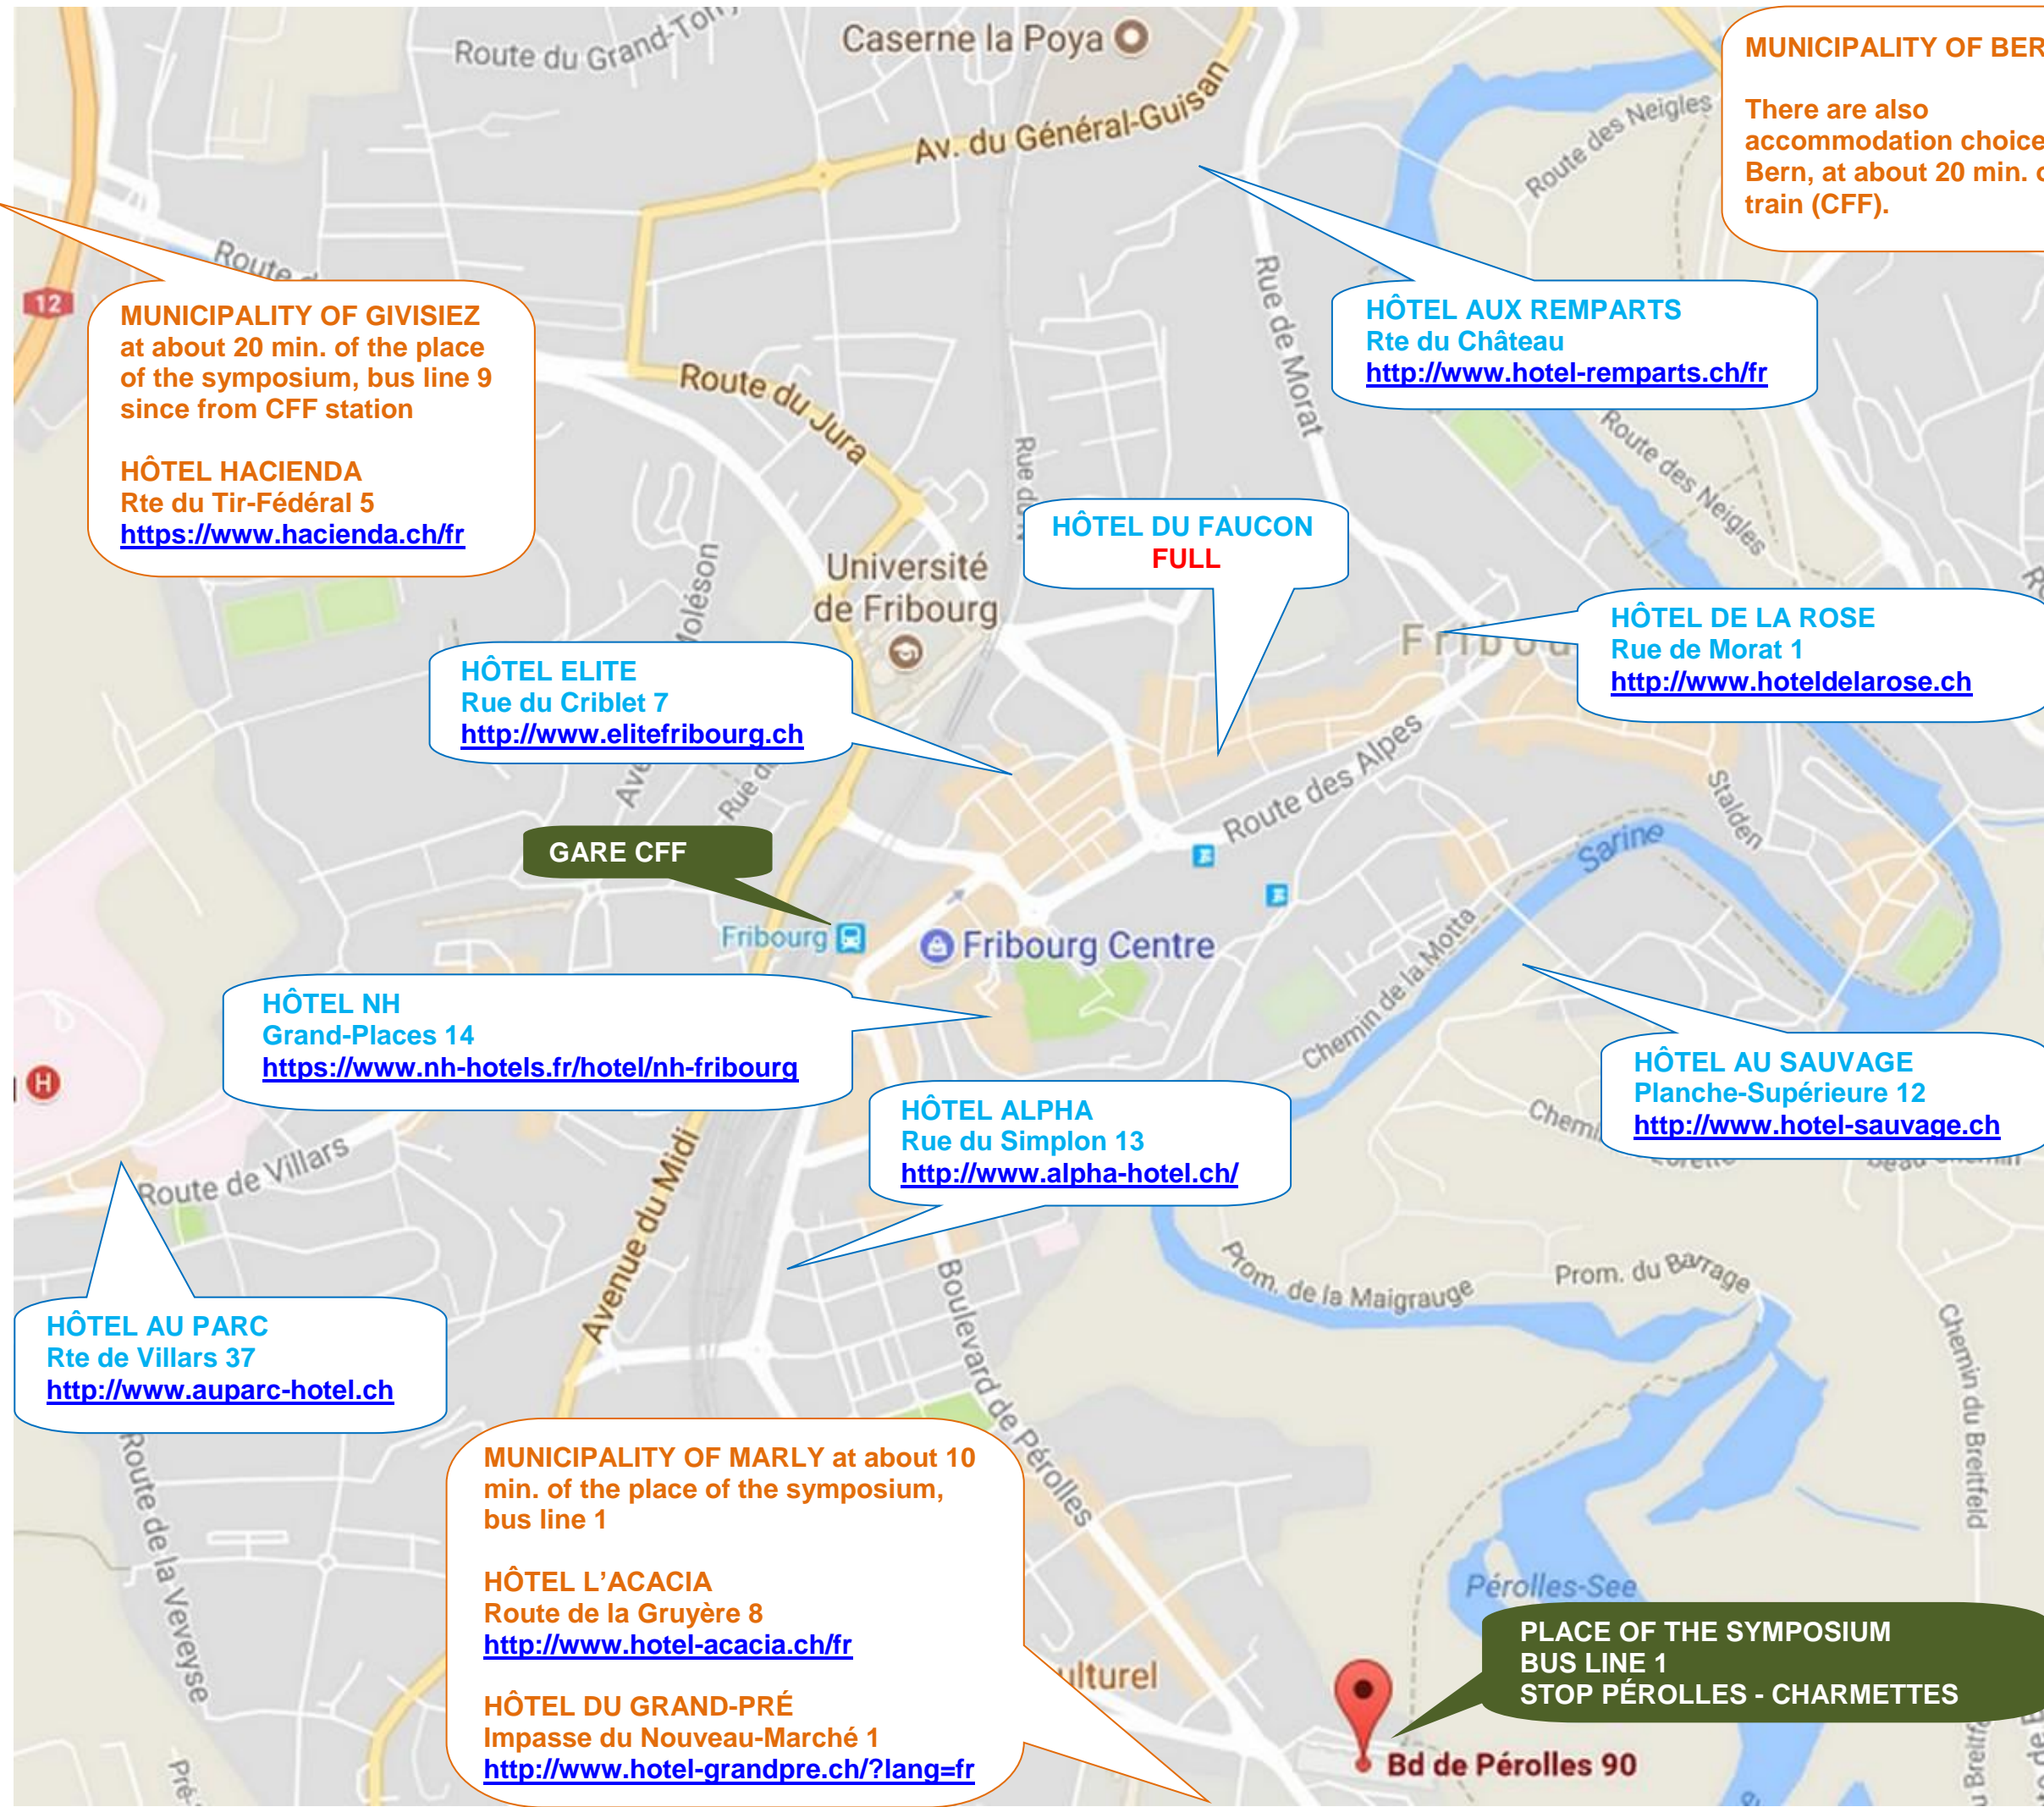 Caserne la Poya
Route du Grand-Tor
Av. du Général-Guisan
Route des Neigles
MUNICIPALITY OF BER
There are also
accommodation choice
Bern, at about 20 min.
train (CFF).
Route
12
Rue de Morat
MUNICIPALITY OF GIVISIEZ
at about 20 min. of the place
of the symposium, bus line 9
since from CFF station
HÔTEL HACIENDA
Rte du Tir-Fédéral 5
https://www.hacienda.ch/fr
HÔTEL AUX REMPARTS
Rte du Château
http://www.hotel-remparts.ch/fr
Route du Jura
Route des Neigles
HÔTEL DU FAUCON
FULL
Université
de Fribourg
HÔTEL ELITE
Rue du Criblet 7
http://www.elitefribourg.ch
HÔTEL DE LA ROSE
Rue de Morat 1
http://www.hoteldelarose.ch
Fribou
Route des Alpes
Stalden
Sarine
GARE CFF
Fribourg
Fribourg Centre
Chemin de la Motta
HÔTEL NH
Grand-Places 14
https://www.nh-hotels.fr/hotel/nh-fribourg
H
HÔTEL ALPHA
Rue du Simplon 13
http://www.alpha-hotel.ch/
HÔTEL AU SAUVAGE
Planche-Supérieure 12
http://www.hotel-sauvage.ch
Route de Villars
Avenue du Midi
Boulevard de Pérolles
Prom. de la Maigrauge
Prom. du Barrage
Chemin du Breitfeld
HÔTEL AU PARC
Rte de Villars 37
http://www.auparc-hotel.ch
Route de la Veveyse
MUNICIPALITY OF MARLY at about 10
min. of the place of the symposium,
bus line 1
HÔTEL L'ACACIA
Route de la Gruyère 8
http://www.hotel-acacia.ch/fr
HÔTEL DU GRAND-PRÉ
Impasse du Nouveau-Marché 1
http://www.hotel-grandpre.ch/?lang=fr
ulturel
Pérolles-See
PLACE OF THE SYMPOSIUM
BUS LINE 1
STOP PÉROLLES - CHARMETTES
Bd de Pérolles 90